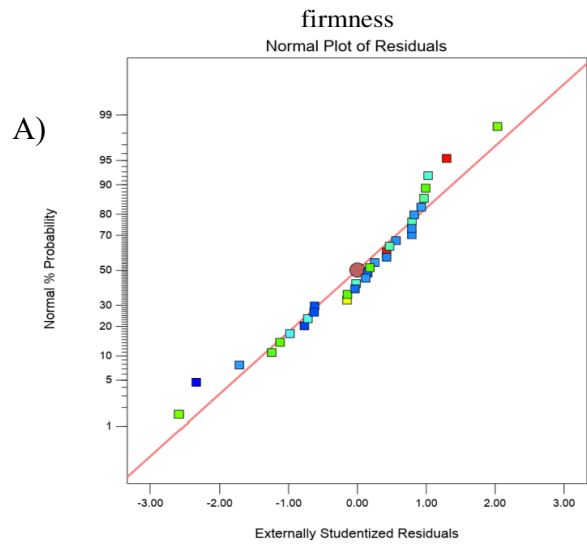 firmness
Normal Plot of Residuals
A)
Normal % Probability
99
95
90
80
70
50
30
20
10
5
1
-3.00 -2.00 -1.00 0.00 1.00 2.00 3.00
Externally Studentized Residuals